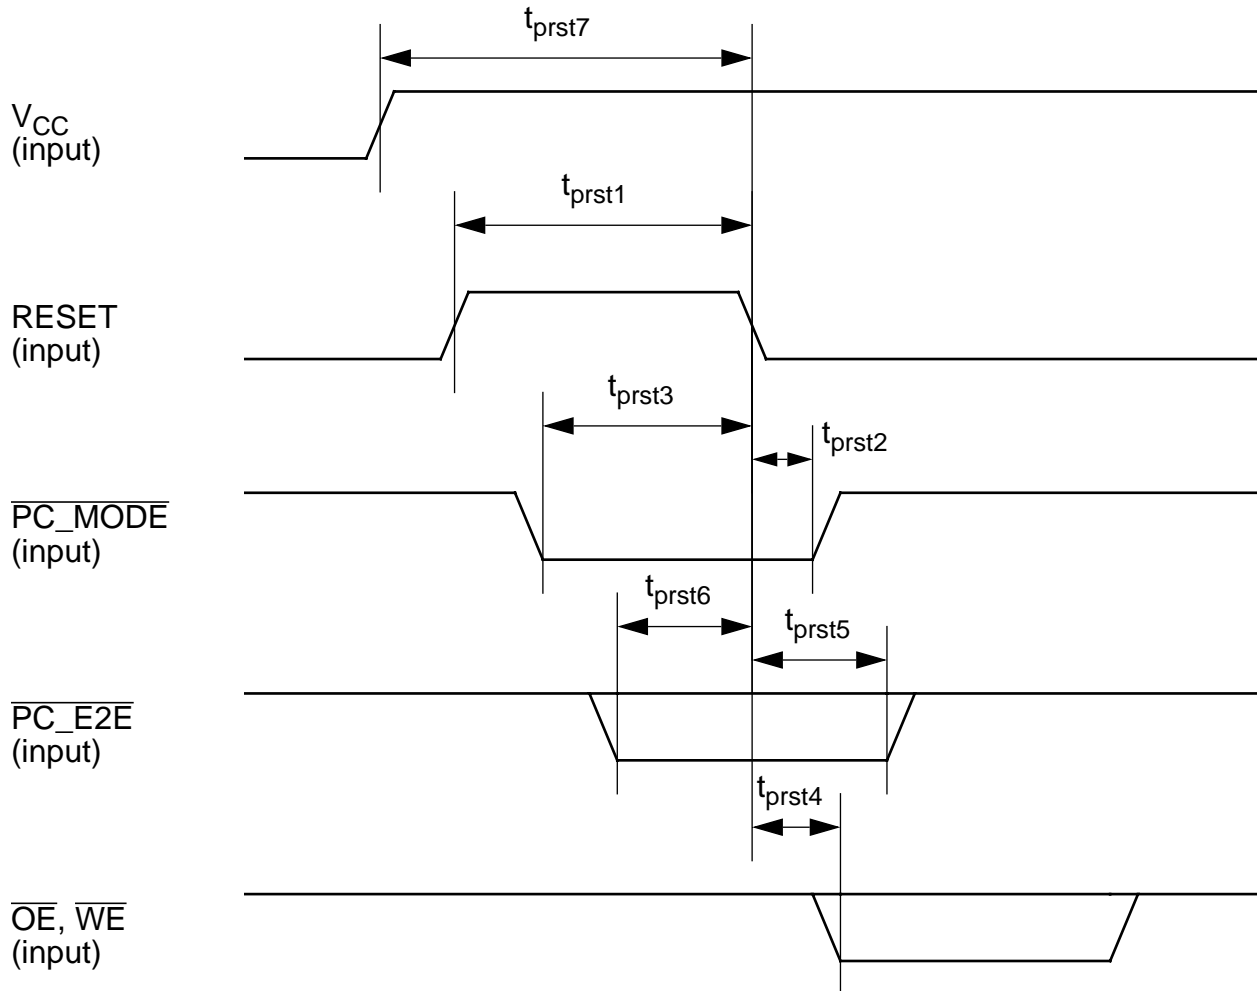 tprst7
VCC
(input)
tprst1
RESET
(input)
tprst3
tprst2
PC_MODE
(input)
tprst6
tprst5
PC_E2E
(input)
tprst4
OE, WE
(input)